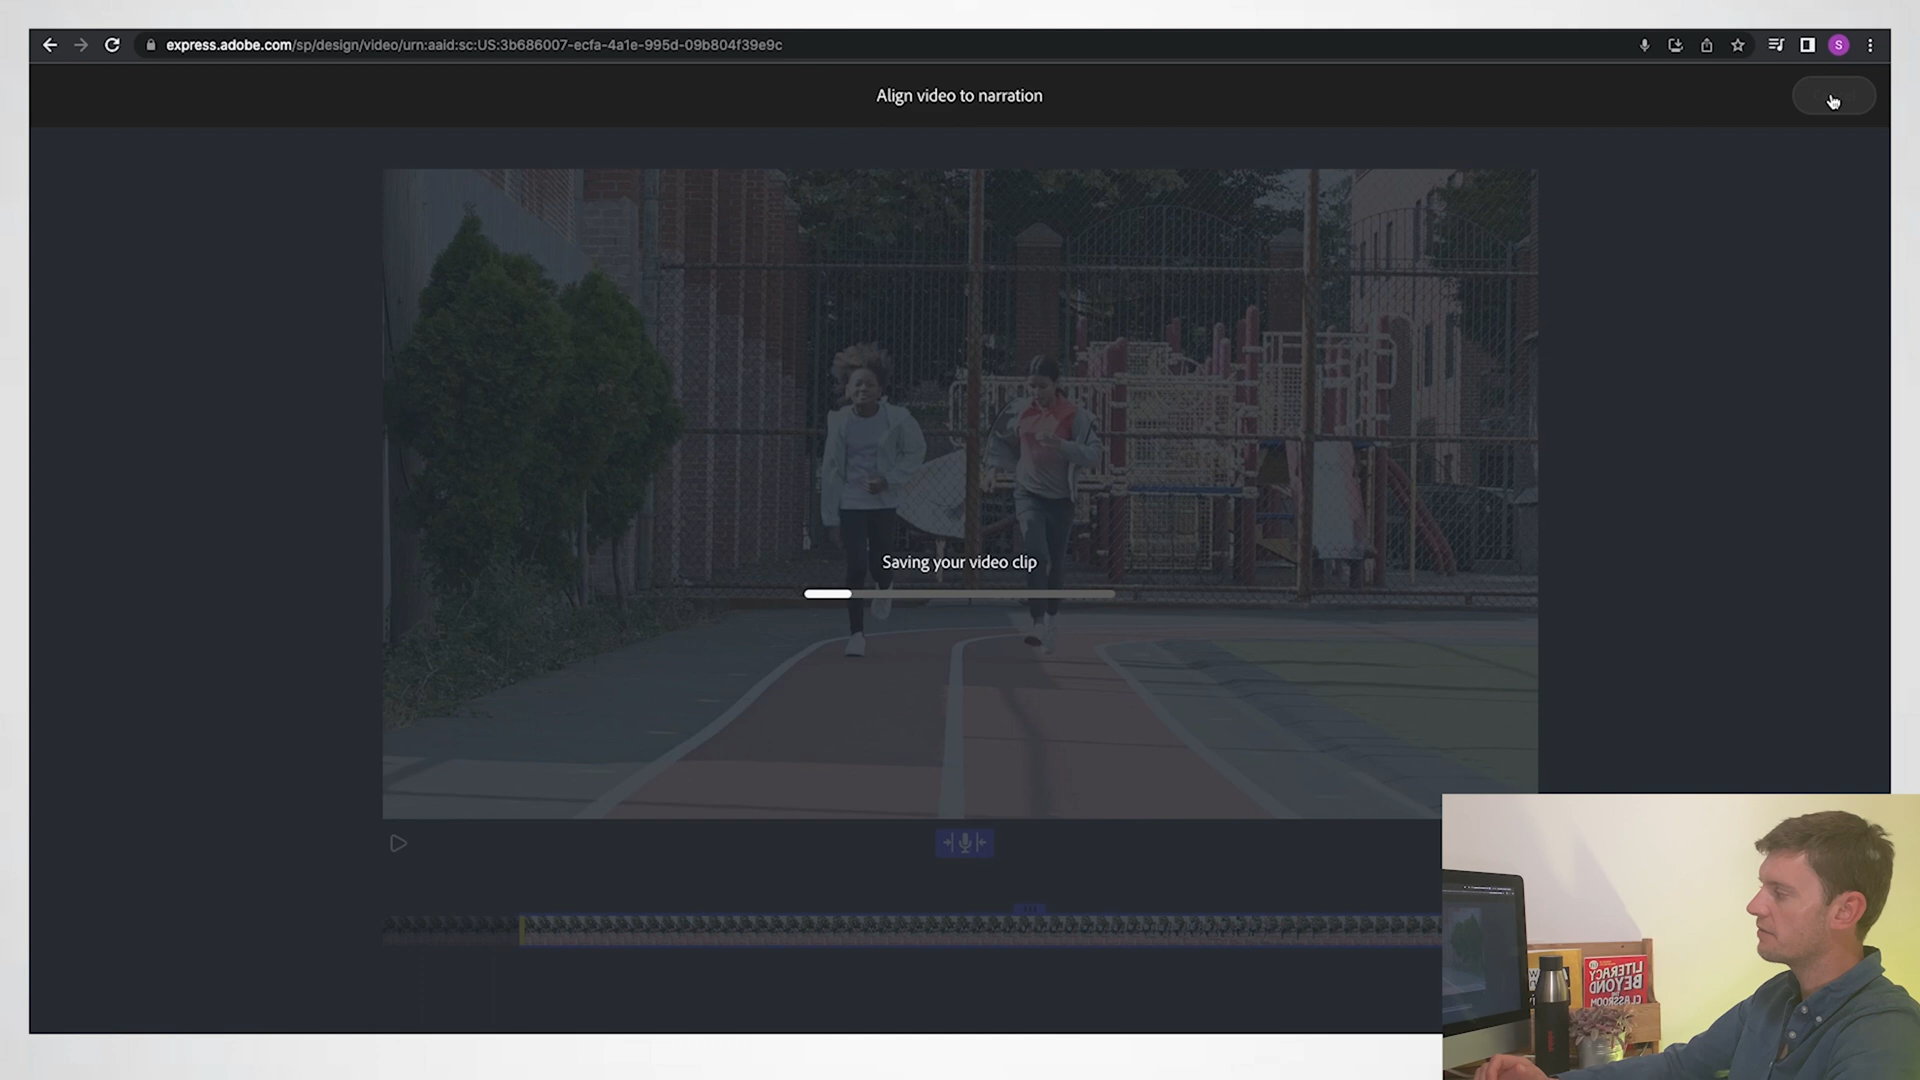 express.adobe.com/sp/design/video/urn:aaid:sc:US:3b686007-ecfa-4a1e-995d-09b804f39e9c
S
Align video to narration
Saving your video clip
LITERACY
BEYOND
THE
CLASSROOM